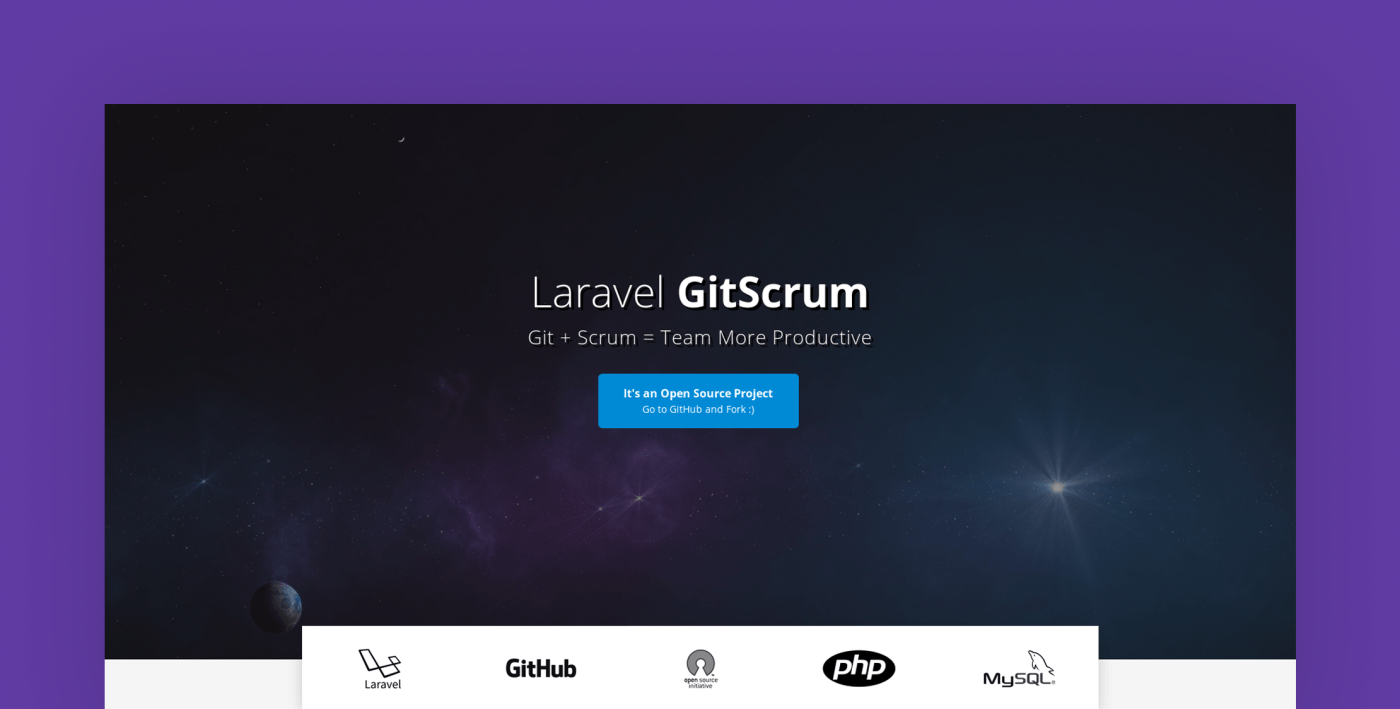 Laravel GitScrum
Git + Scrum = Team More Productive
It's an Open Source Project
Go to GitHub and Fork :)
Laravel
GitHub
open source
initiative
php
MySQL®